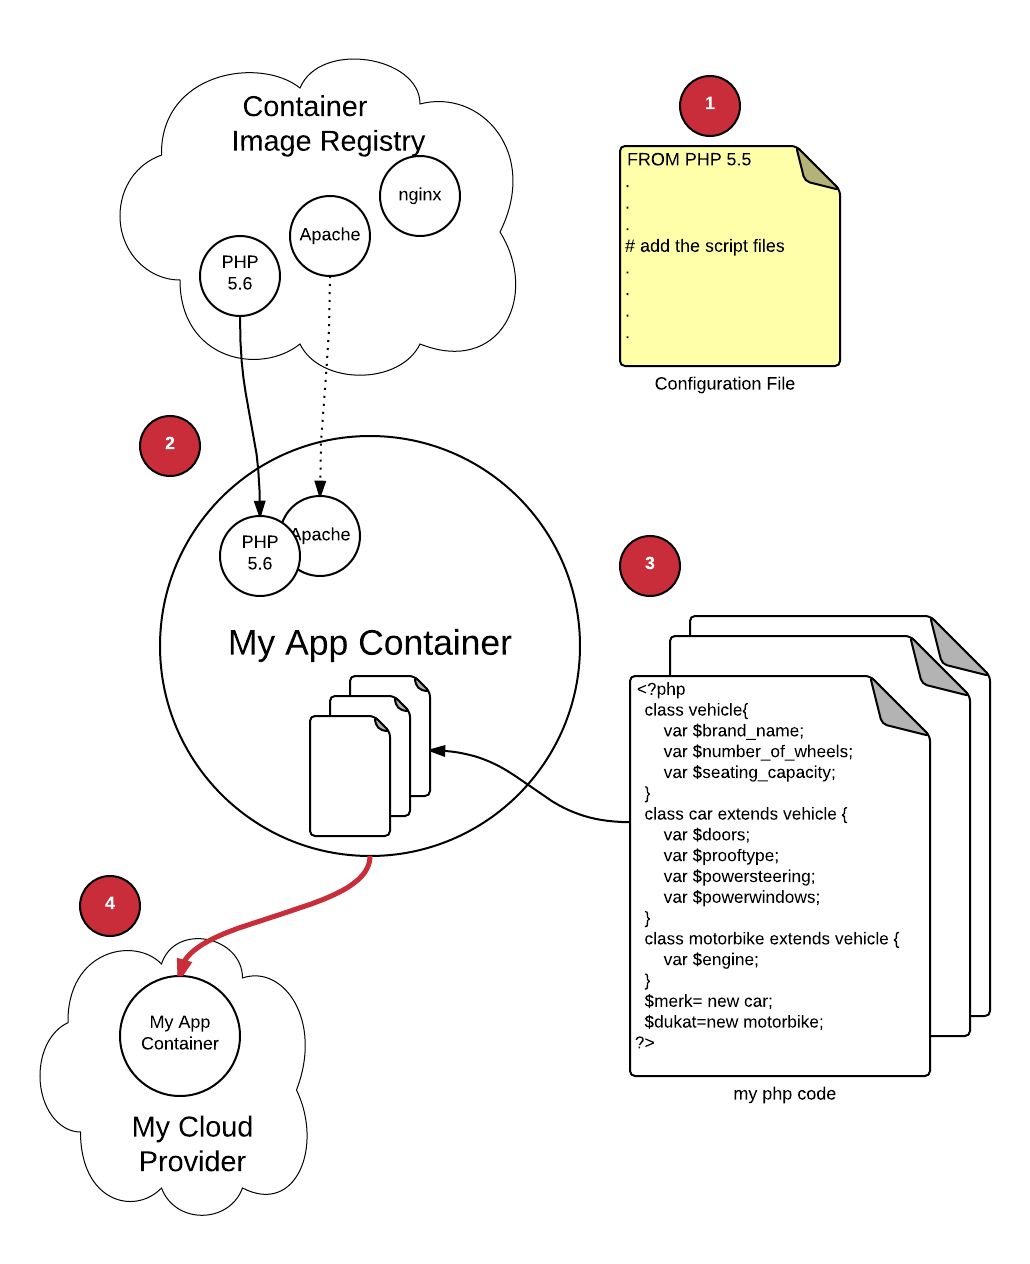 Container
Image Registry
nginx
Apache
PHP
5.6
1
FROM PHP 5.5
.
.
.
# add the script files
.
.
.
.
Configuration File
2
Apache
PHP
5.6
My App Container
3
<?php
class vehicle{
var $brand_name;
var $number_of_wheels;
var $seating_capacity;
}
class car extends vehicle {
var $doors;
var $prooftype;
var $powersteering;
var $powerwindows;
}
class motorbike extends vehicle {
var $engine;
}
$merk= new car;
$dukat=new motorbike;
?>
my php code
4
My App
Container
My Cloud
Provider